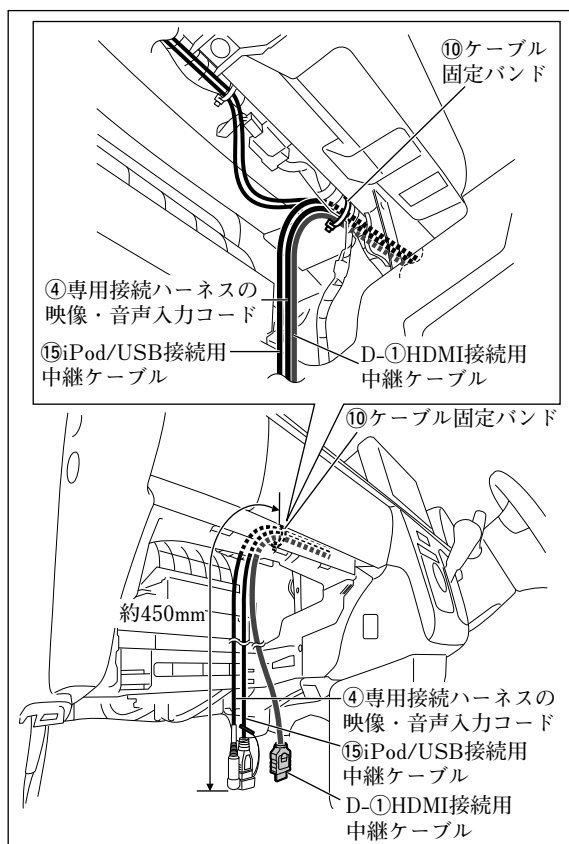 ⑩ケーブル
固定バンド
④専用接続ハーネスの
映像・音声入力コード
⑮iPod/USB接続用
中継ケーブル
D-①HDMI接続用
中継ケーブル
⑩ケーブル固定バンド
約450mm
④専用接続ハーネスの
映像・音声入力コード
⑮iPod/USB接続用
中継ケーブル
D-①HDMI接続用
中継ケーブル